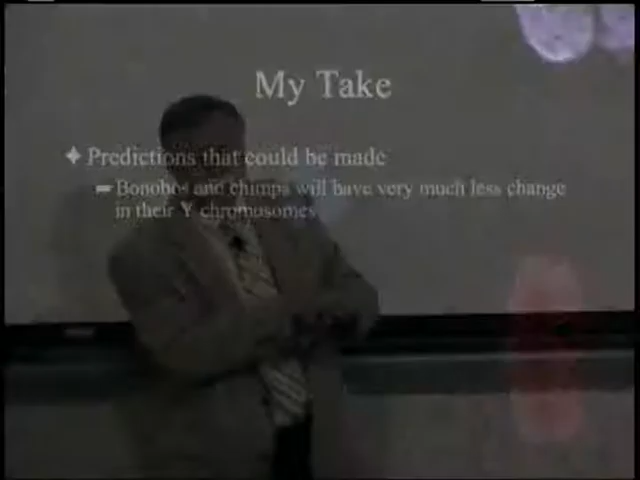 My Take
Predictions that could be made
Bonobos and chimps will have very much less change
in their Y chromosomes